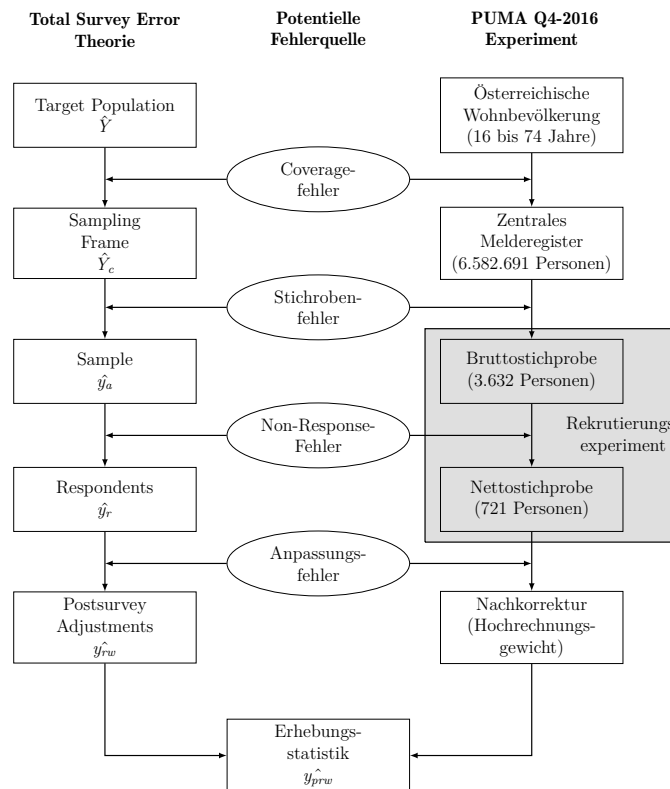 Total Survey Error
Theorie
Potentielle
Fehlerquelle
PUMA Q4-2016
Experiment
Target Population
Ŷ
Österreichische
Wohnbevölkerung
(16 bis 74 Jahre)
Coverage-
fehler
Sampling
Frame
Ŷ_c
Zentrales
Melderegister
(6.582.691 Personen)
Stichroben-
fehler
Sample
ŷ_a
Bruttostichprobe
(3.632 Personen)
Non-Response-
Fehler
Rekrutierungs
experiment
Respondents
ŷ_r
Nettostichprobe
(721 Personen)
Anpassungs-
fehler
Postsurvey
Adjustments
ŷ_rw
Nachkorrektur
(Hochrechnungs-
gewicht)
Erhebungs-
statistik
ŷ_prw